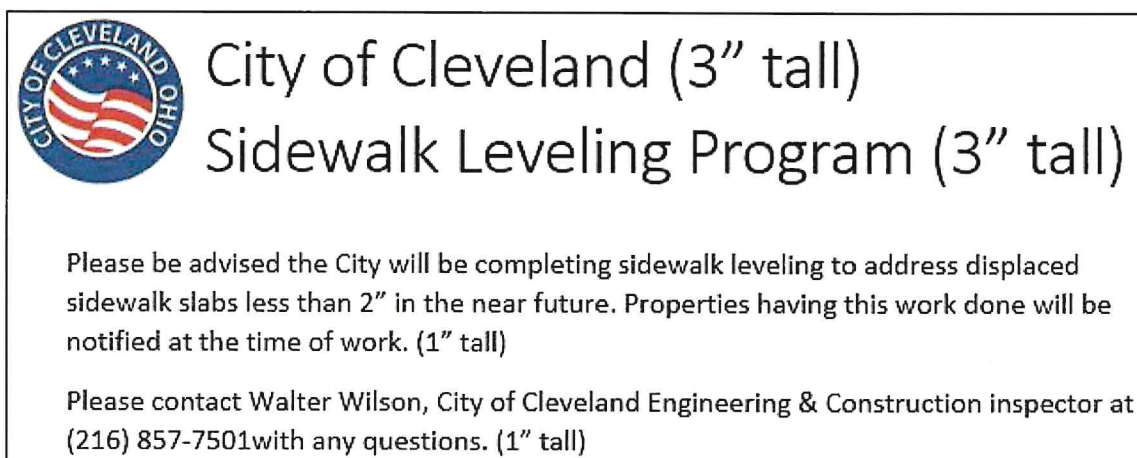 CITY OF CLEVELAND OHIO
City of Cleveland (3” tall)
Sidewalk Leveling Program (3” tall)
Please be advised the City will be completing sidewalk leveling to address displaced
sidewalk slabs less than 2” in the near future. Properties having this work done will be
notified at the time of work. (1” tall)
Please contact Walter Wilson, City of Cleveland Engineering & Construction inspector at
(216) 857-7501with any questions. (1” tall)